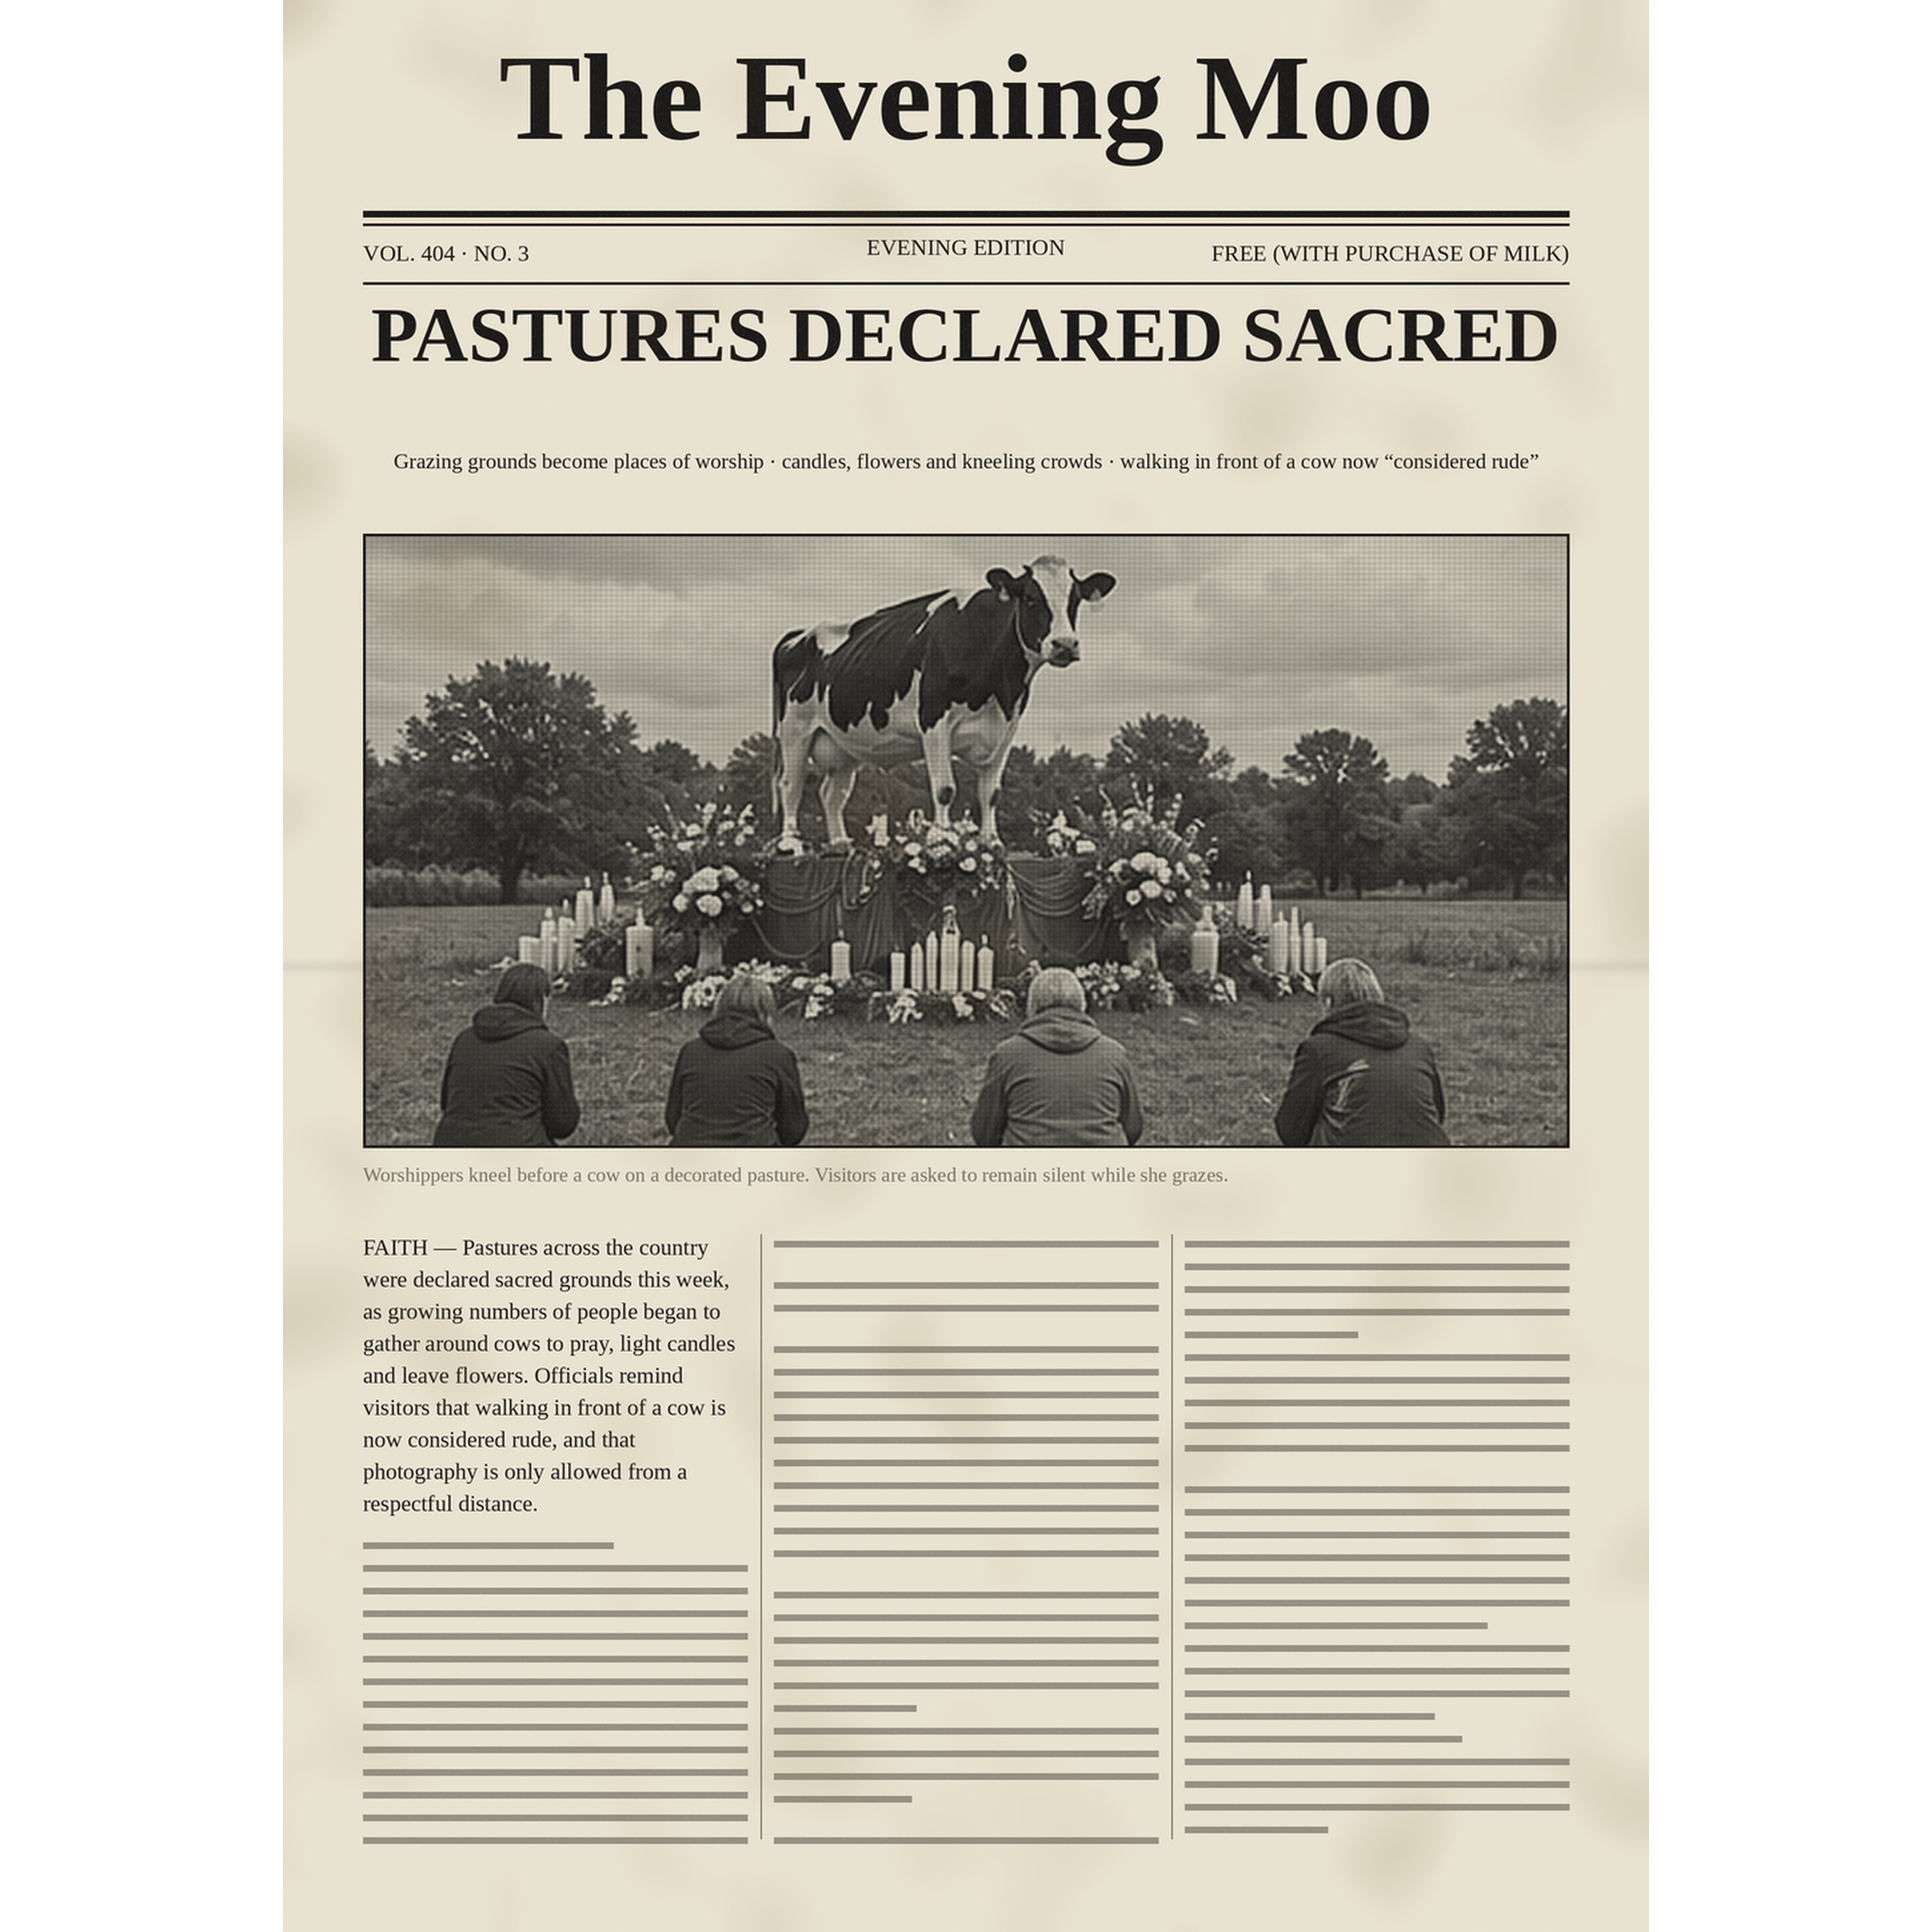 The Evening Moo
VOL. 404 · NO. 3
EVENING EDITION
FREE (WITH PURCHASE OF MILK)
PASTURES DECLARED SACRED
Grazing grounds become places of worship · candles, flowers and kneeling crowds · walking in front of a cow now “considered rude”
Worshippers kneel before a cow on a decorated pasture. Visitors are asked to remain silent while she grazes.
FAITH — Pastures across the country
were declared sacred grounds this week,
as growing numbers of people began to
gather around cows to pray, light candles
and leave flowers. Officials remind
visitors that walking in front of a cow is
now considered rude, and that
photography is only allowed from a
respectful distance.